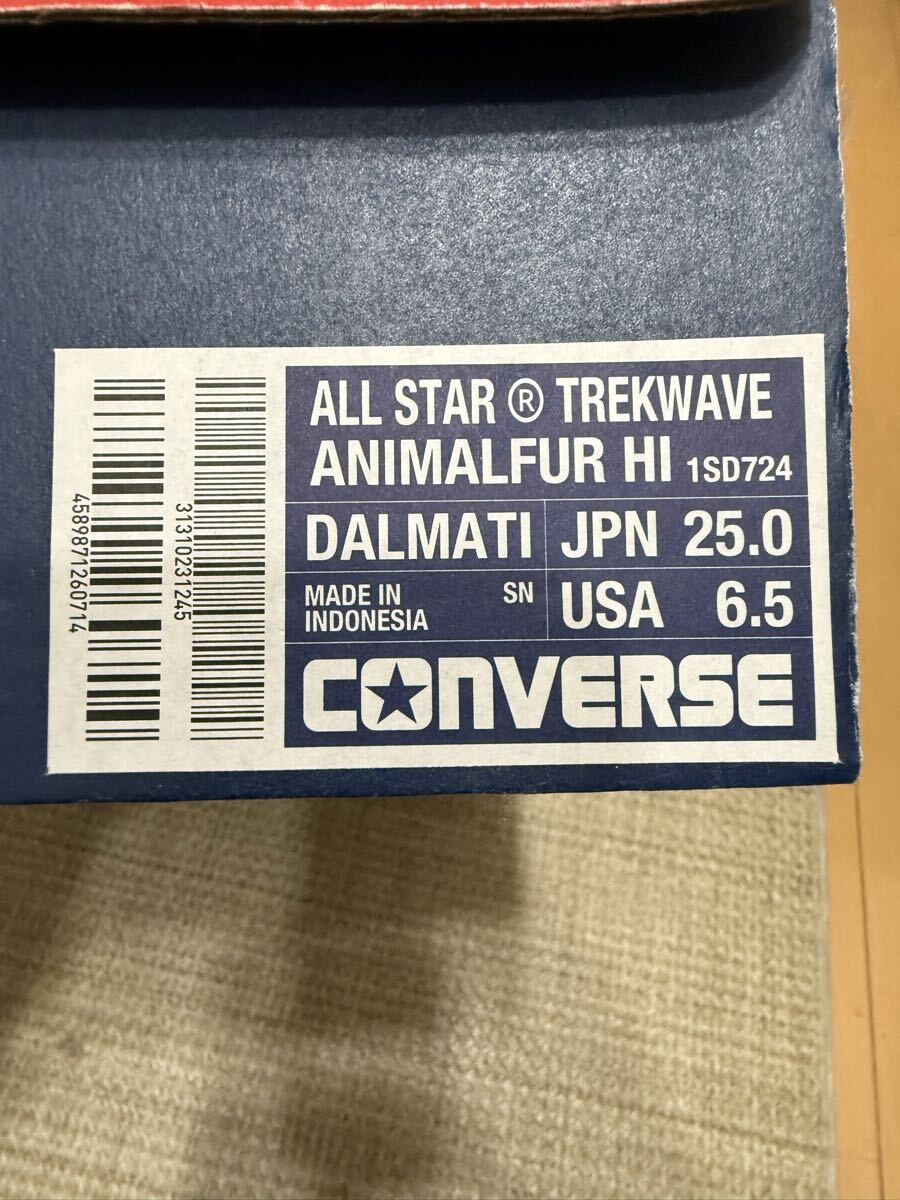 ALL STAR ® TREKWAVE
ANIMALFUR HI 1SD724
DALMATI JPN 25.0
MADE IN INDONESIA SN USA 6.5
CONVERSE
4589871260714
31310231245